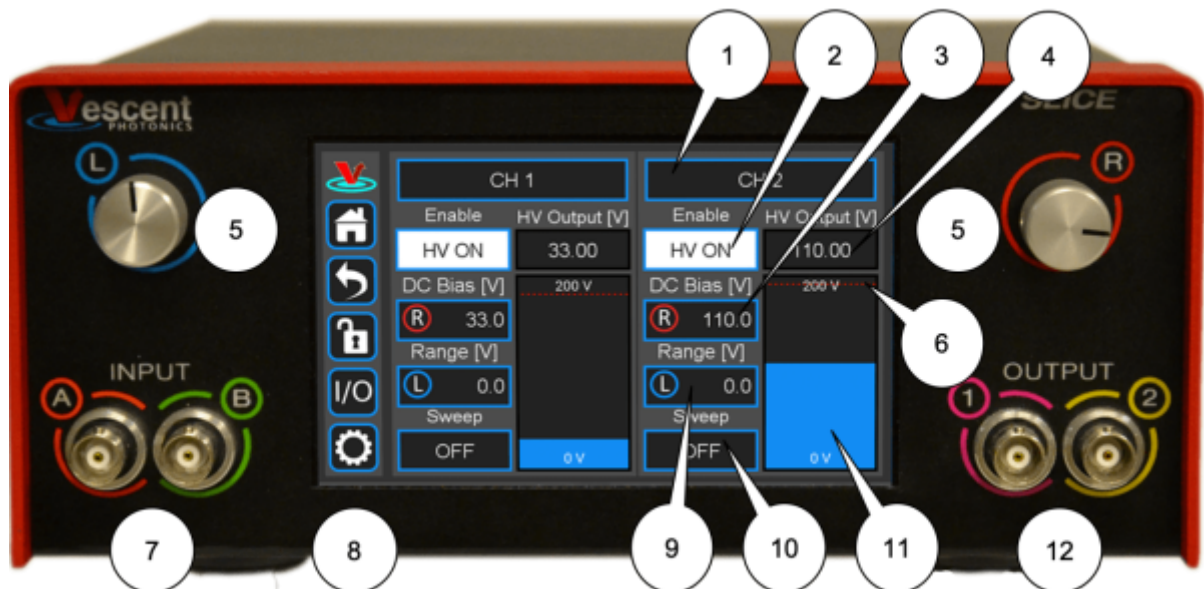 1
2
3
4
Vescent
PHOTONICS
SLICE
L
R
5
5
CH 1
CH 2
Enable
HV Output [V]
Enable
HV Output [V]
HV ON
33.00
HV ON
110.00
DC Bias [V]
200 V
DC Bias [V]
200 V
R 33.0
R 110.0
6
Range [V]
Range [V]
I/O
L 0.0
L 0.0
Sweep
Sweep
OFF
0 V
OFF
0 V
INPUT
A
B
OUTPUT
1
2
7
8
9
10
11
12